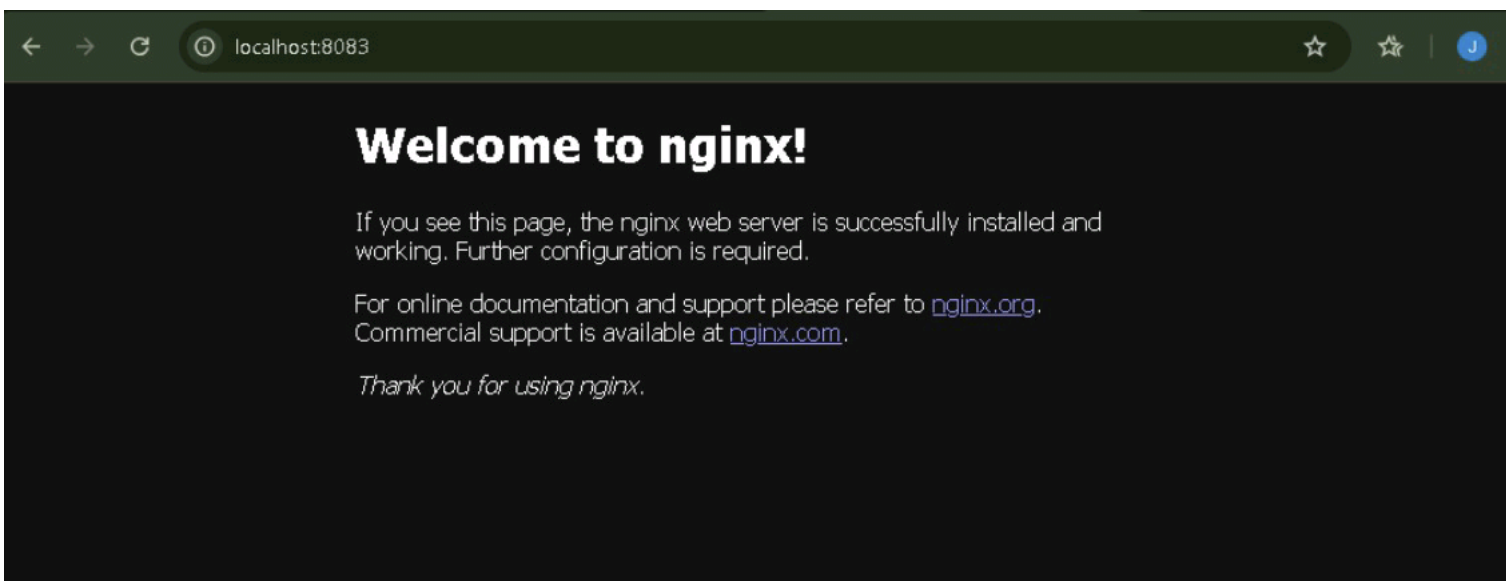 localhost:8083
J
Welcome to nginx!
If you see this page, the nginx web server is successfully installed and
working. Further configuration is required.
For online documentation and support please refer to nginx.org.
Commercial support is available at nginx.com.
Thank you for using nginx.